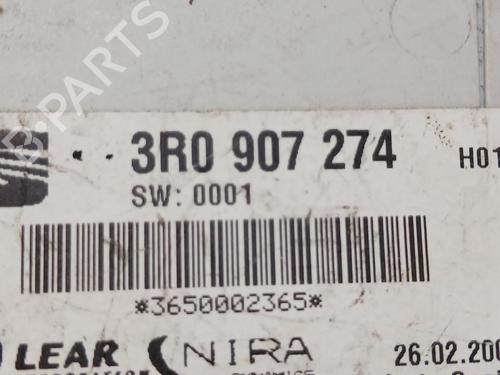 B PARTS
3R0 907 274
H01
SW: 0001
*3650002365*
LEAR
NIRA
26.02.200